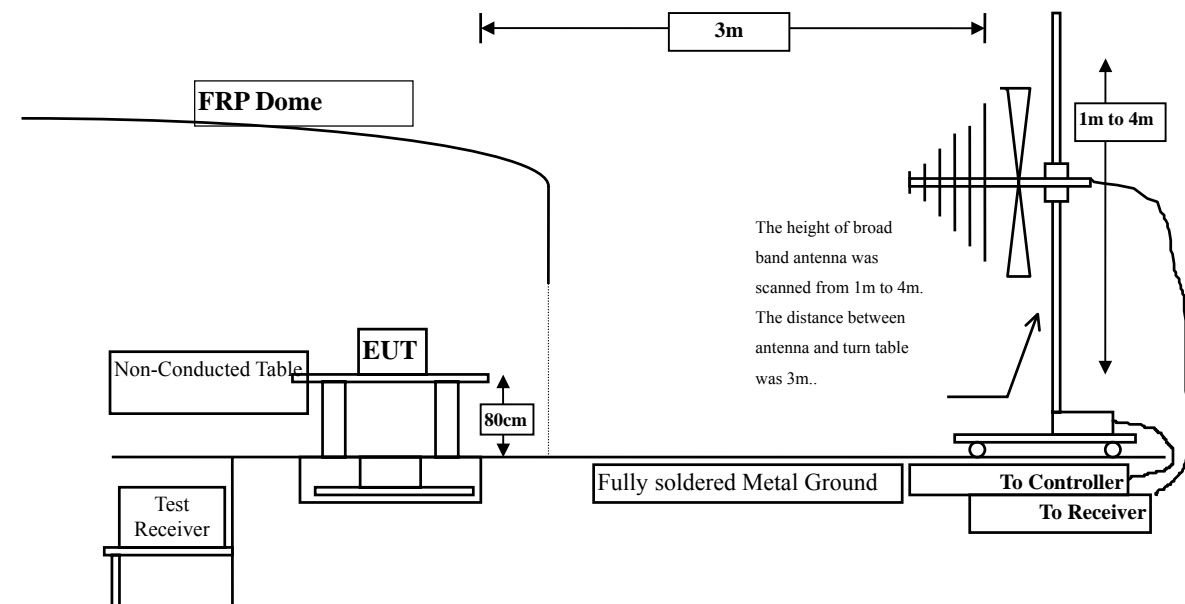 3m
FRP Dome
1m to 4m
The height of broad
band antenna was
scanned from 1m to 4m.
The distance between
antenna and turn table
was 3m..
EUT
Non-Conducted Table
80cm
Fully soldered Metal Ground
To Controller
To Receiver
Test
Receiver